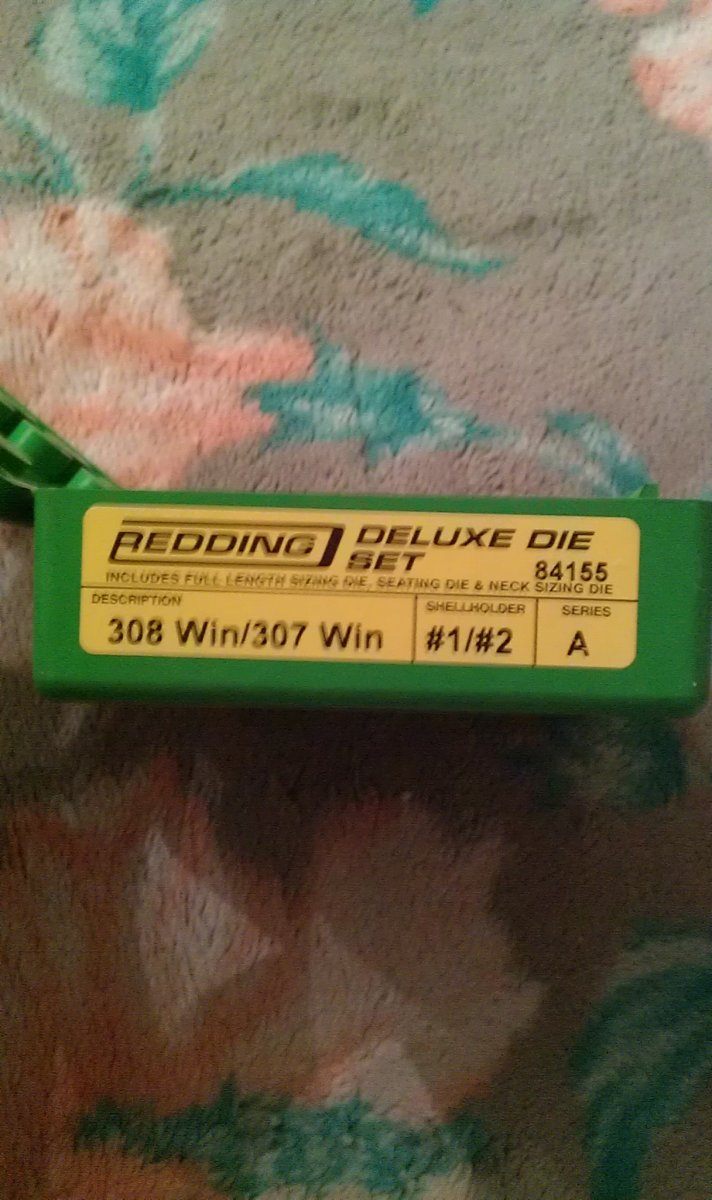 REDDING DELUXE DIE SET
84155
INCLUDES FULL LENGTH SIZING DIE, SEATING DIE & NECK SIZING DIE
DESCRIPTION
308 Win/307 Win
SHELLHOLDER
#1/#2
SERIES
A